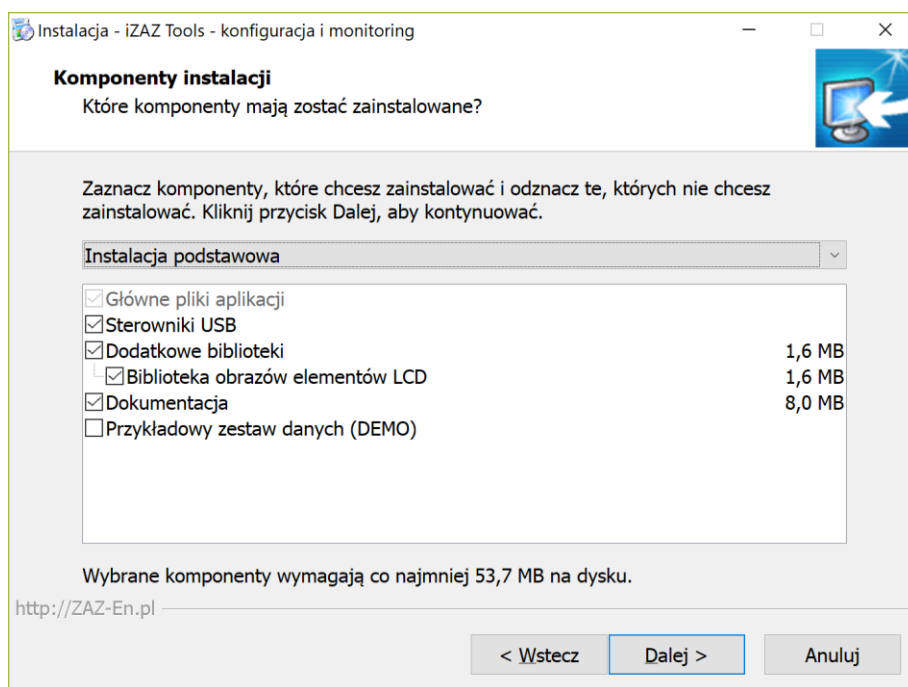 Instalacja - iZAZ Tools - konfiguracja i monitoring
Komponenty instalacji
Które komponenty mają zostać zainstalowane?
Zaznacz komponenty, które chcesz zainstalować i odznacz te, których nie chcesz
zainstalować. Kliknij przycisk Dalej, aby kontynuować.
Instalacja podstawowa
Główne pliki aplikacji
Sterowniki USB
Dodatkowe biblioteki 1,6 MB
Biblioteka obrazów elementów LCD 1,6 MB
Dokumentacja 8,0 MB
Przykładowy zestaw danych (DEMO)
Wybrane komponenty wymagają co najmniej 53,7 MB na dysku.
http://ZAZ-En.pl
< Wstecz Dalej > Anuluj